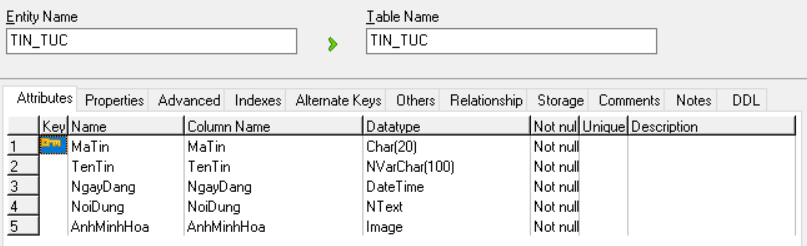 Entity Name
Table Name
TIN_TUC
TIN_TUC
Attributes Properties Advanced Indexes Alternate Keys Others Relationship Storage Comments Notes DDL
Key Name Column Name Datatype Not nul Unique Description
1 MaTin MaTin Char(20) Not null
2 TenTin TenTin NVarChar(100) Not null
3 NgayDang NgayDang DateTime Not null
4 NoiDung NoiDung NText Not null
5 AnhMinhHoa AnhMinhHoa Image Not null